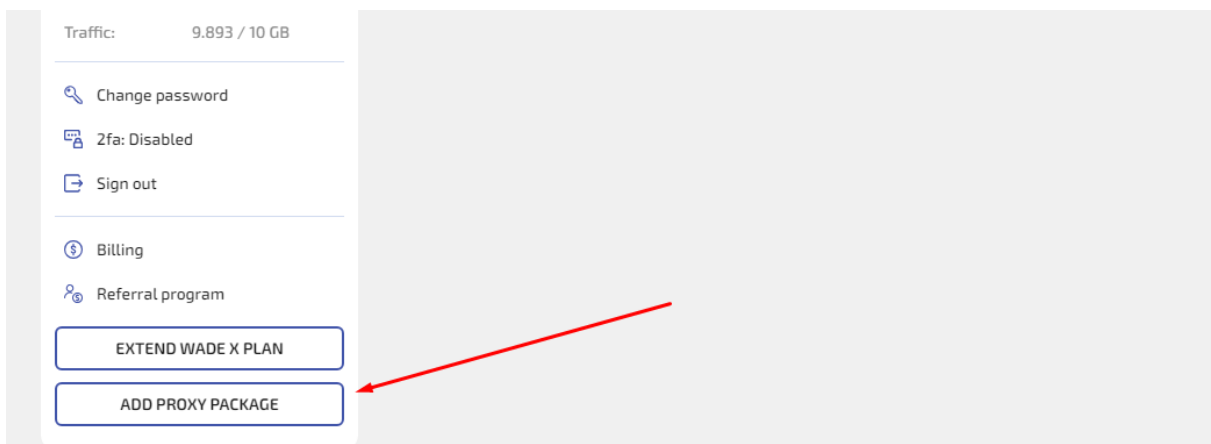 Traffic: 9.893 / 10 GB
Change password
2fa: Disabled
Sign out
Billing
Referral program
EXTEND WADE X PLAN
ADD PROXY PACKAGE